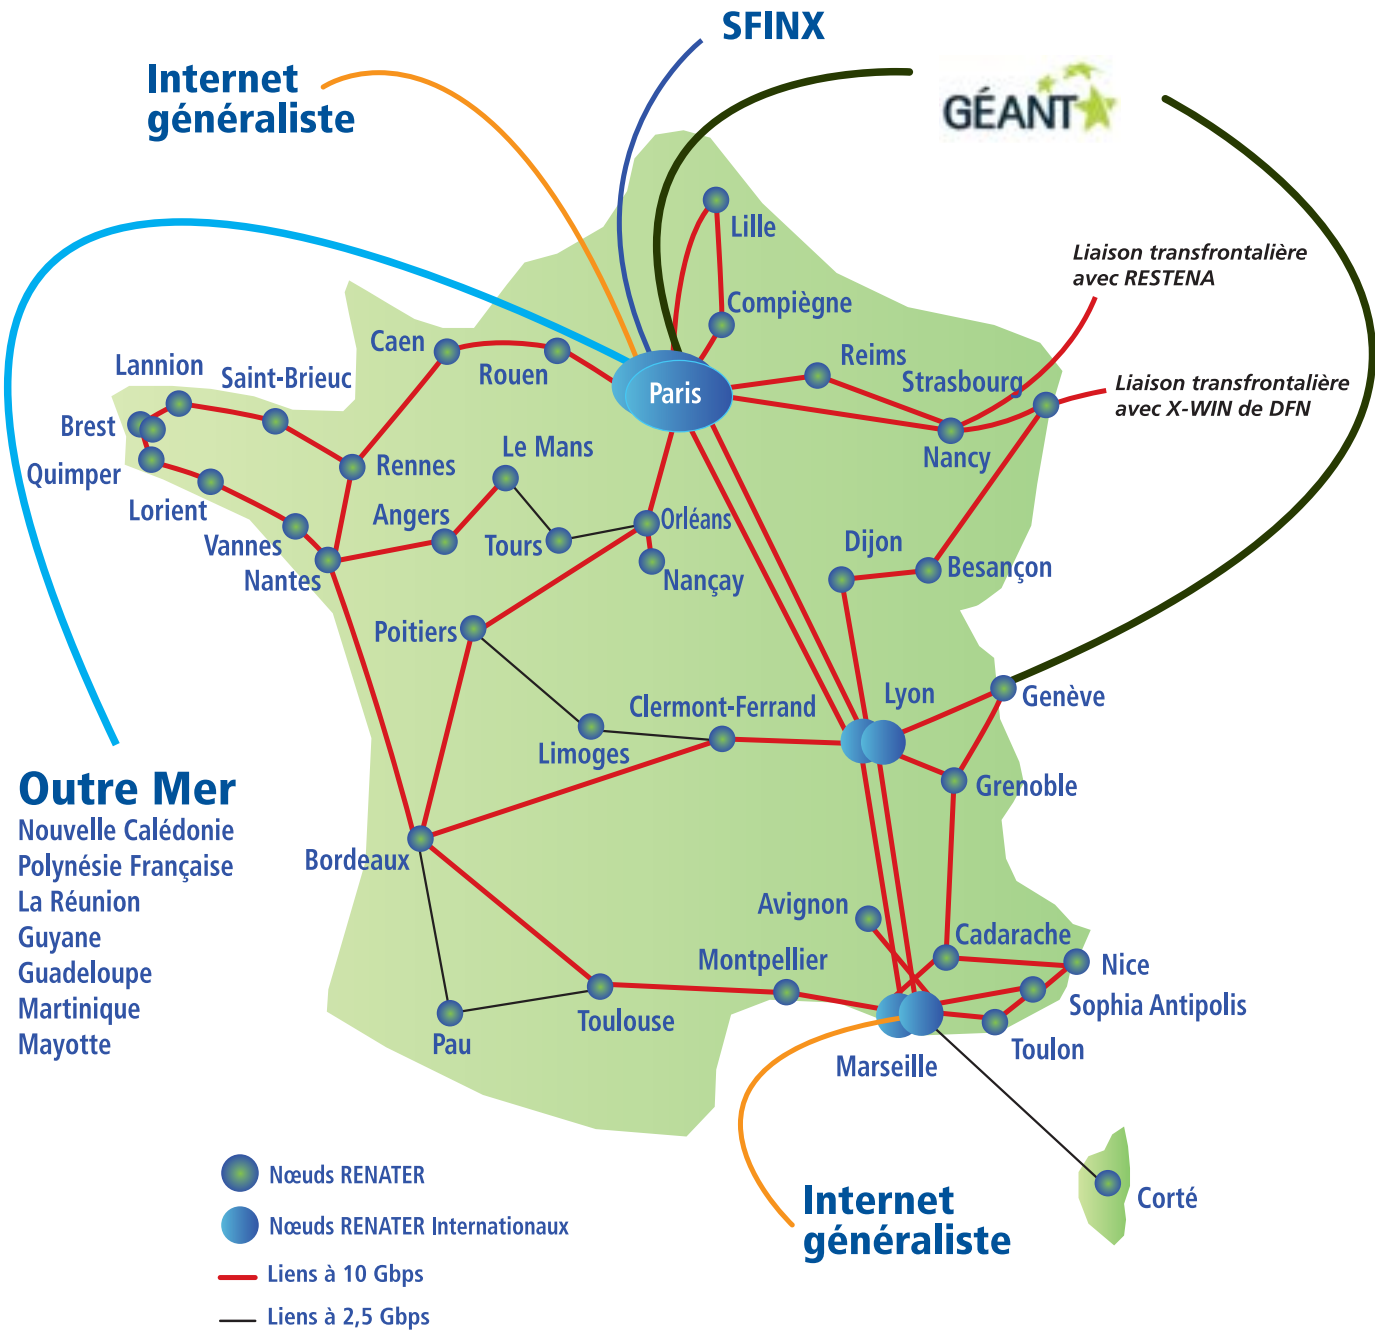 SFINX
Internet
généraliste
GÉANT
Lille
Liaison transfrontalière
avec RESTENA
Compiègne
Caen
Rouen
Reims
Strasbourg
Liaison transfrontalière
avec X-WIN de DFN
Lannion
Saint-Brieuc
Paris
Brest
Nancy
Quimper
Rennes
Le Mans
Lorient
Angers
Orléans
Vannes
Tours
Dijon
Nantes
Nançay
Besançon
Poitiers
Clermont-Ferrand
Lyon
Genève
Limoges
Grenoble
Outre Mer
Nouvelle Calédonie
Polynésie Française
La Réunion
Guyane
Guadeloupe
Martinique
Mayotte
Bordeaux
Avignon
Cadarache
Montpellier
Nice
Sophia Antipolis
Toulouse
Pau
Toulon
Marseille
Internet
généraliste
Corté
Nœuds RENATER
Nœuds RENATER Internationaux
Liens à 10 Gbps
Liens à 2,5 Gbps